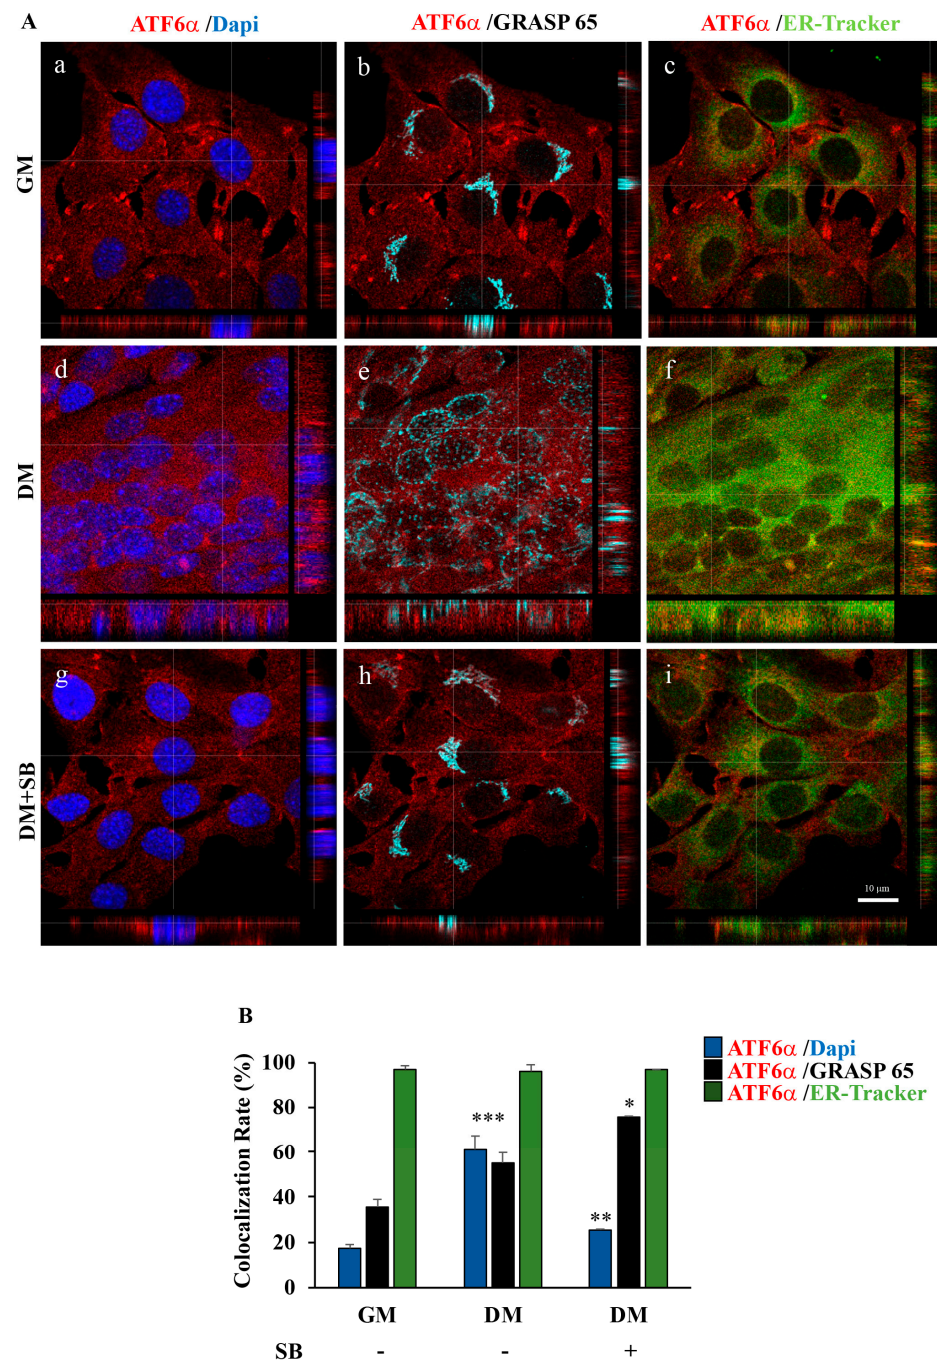 A
ATF6α /Dapi
ATF6α /GRASP 65
ATF6α /ER-Tracker
GM
a
b
c
DM
d
e
f
DM+SB
g
h
i
10 μm
B
Colocalization Rate (%)
100
80
60
40
20
0
***
**
*
ATF6α /Dapi
ATF6α /GRASP 65
ATF6α /ER-Tracker
GM DM DM
SB - - +